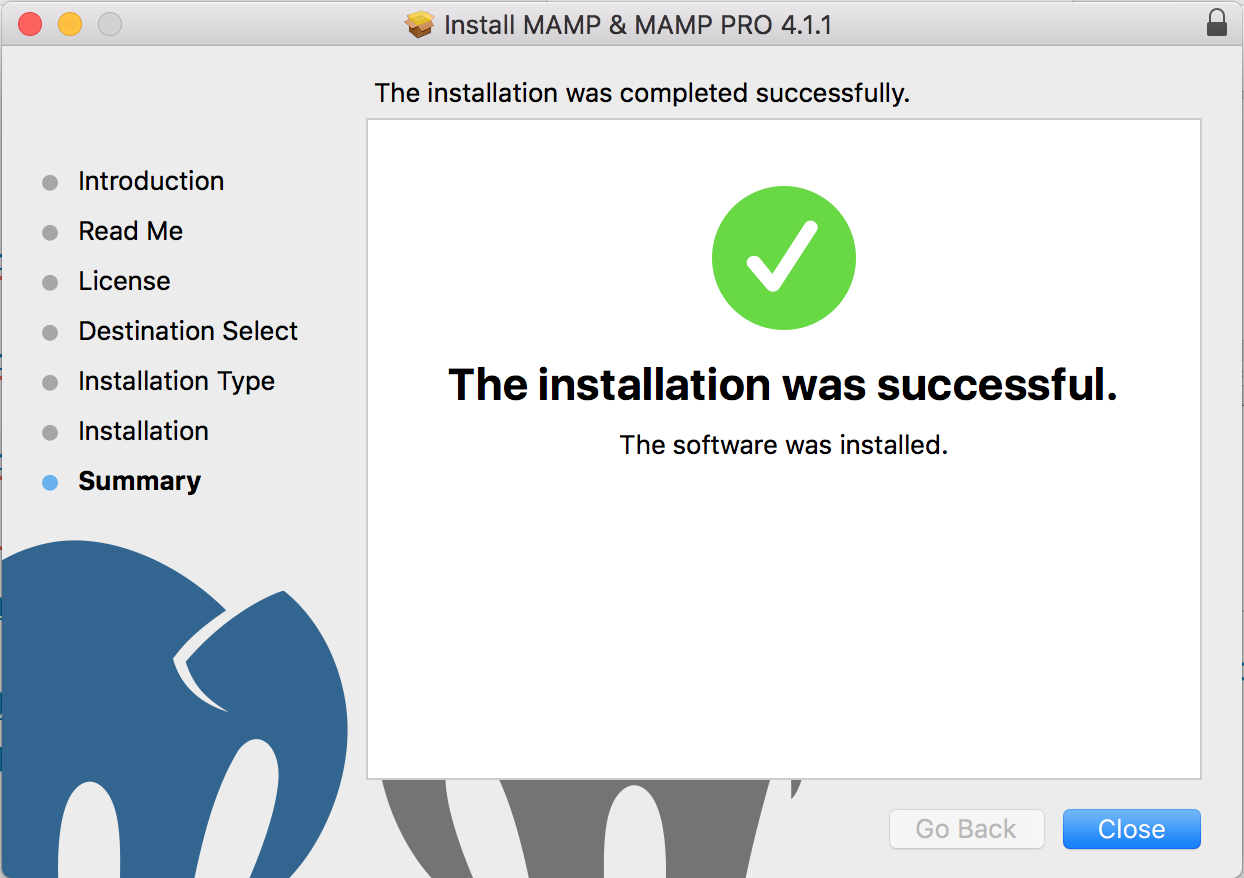 Install MAMP & MAMP PRO 4.1.1
The installation was completed successfully.
Introduction
Read Me
License
Destination Select
Installation Type
Installation
Summary
The installation was successful.
The software was installed.
Go Back
Close